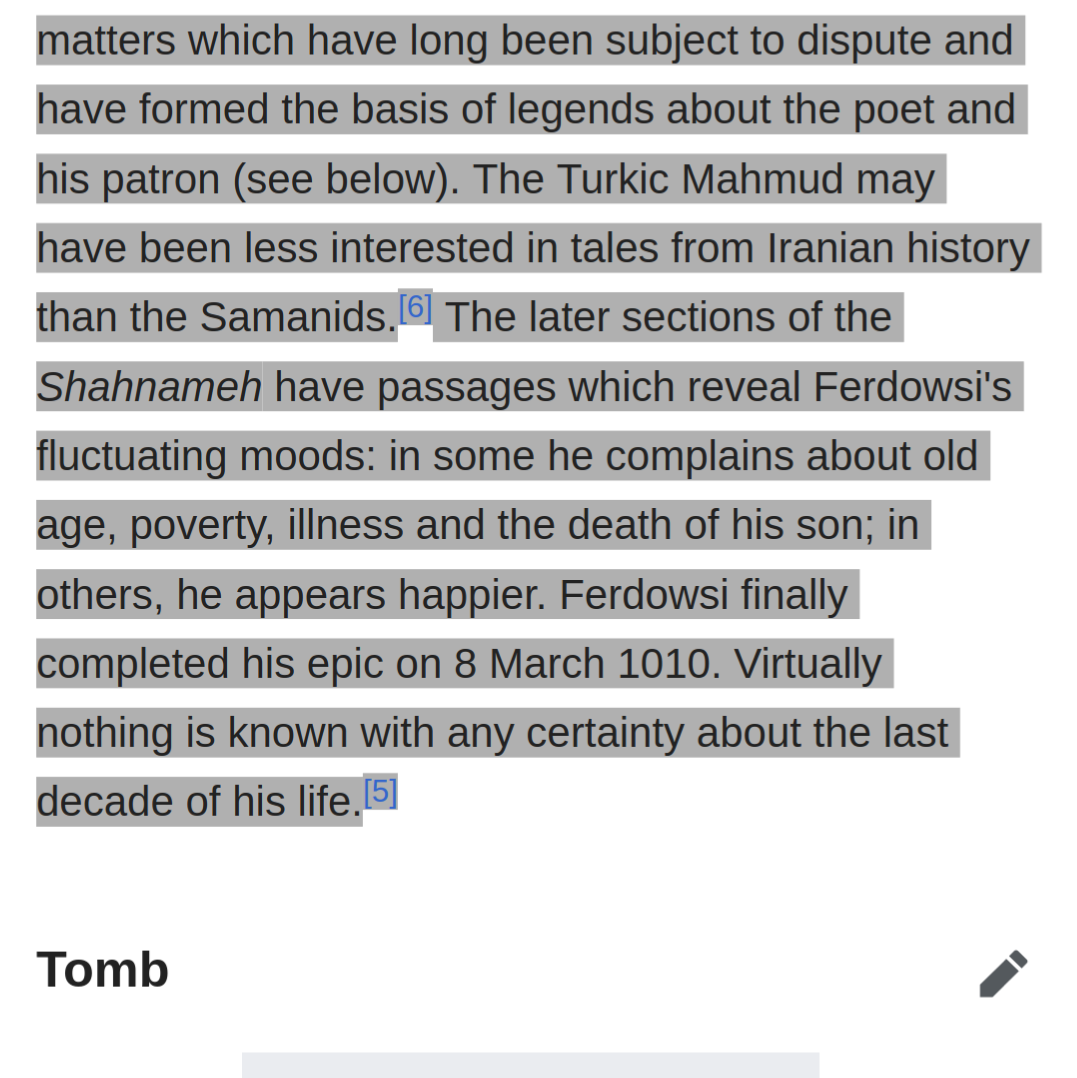 matters which have long been subject to dispute and
have formed the basis of legends about the poet and
his patron (see below). The Turkic Mahmud may
have been less interested in tales from Iranian history
than the Samanids.[6] The later sections of the
Shahnameh have passages which reveal Ferdowsi's
fluctuating moods: in some he complains about old
age, poverty, illness and the death of his son; in
others, he appears happier. Ferdowsi finally
completed his epic on 8 March 1010. Virtually
nothing is known with any certainty about the last
decade of his life.[5]
Tomb